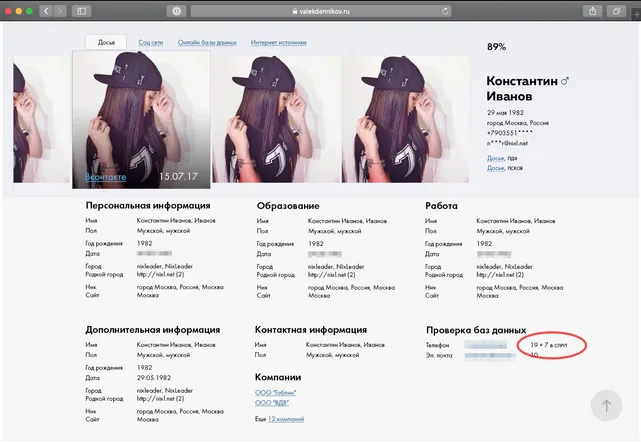 valekdennikov.ru
Досье Соц сети Онлайн базы данных Интернет источники
Вконтакте 15.07.17
89%
Константин ♂
Иванов
29 мая 1982
город Москва, Россия
+7903551****
n***r@nixl.net
Досье, пде
Досье, псков
Персональная информация
Имя Константин Иванов, Иванов
Пол Мужской, мужской
Год рождения 1982
Дата
Город nixleader, NixLeader
Родной город http://nixl.net (2)
Ник город Москва, Россия, Москва
Сайт Москва
Образование
Имя Константин Иванов, Иванов
Пол Мужской, мужской
Год рождения 1982
Дата
Город nixleader, NixLeader
Родной город http://nixl.net (2)
Ник город Москва, Россия, Москва
Сайт Москва
Работа
Имя Константин Иванов, Иванов
Пол Мужской, мужской
Год рождения 1982
Дата
Город nixleader, NixLeader
Родной город http://nixl.net (2)
Ник город Москва, Россия, Москва
Сайт Москва
Дополнительная информация
Имя Константин Иванов, Иванов
Пол Мужской, мужской
Год рождения 1982
Дата 29.05.1982
Город nixleader, NixLeader
Родной город http://nixl.net (2)
Ник город Москва, Россия, Москва
Сайт Москва
Контактная информация
Имя Константин Иванов, Иванов
Пол Мужской, мужской
Компании
ООО "Гоблин"
ООО "ВДВ"
Еще 12 компаний
Проверка баз данных
Телефон 19 + 7 в спрут
Эл. почта 10